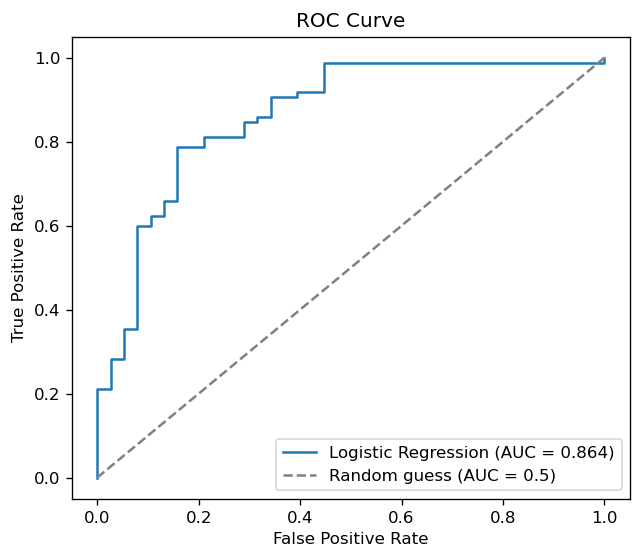 ROC Curve
True Positive Rate
1.0
0.8
0.6
0.4
0.2
0.0
Logistic Regression (AUC = 0.864)
Random guess (AUC = 0.5)
0.0 0.2 0.4 0.6 0.8 1.0
False Positive Rate